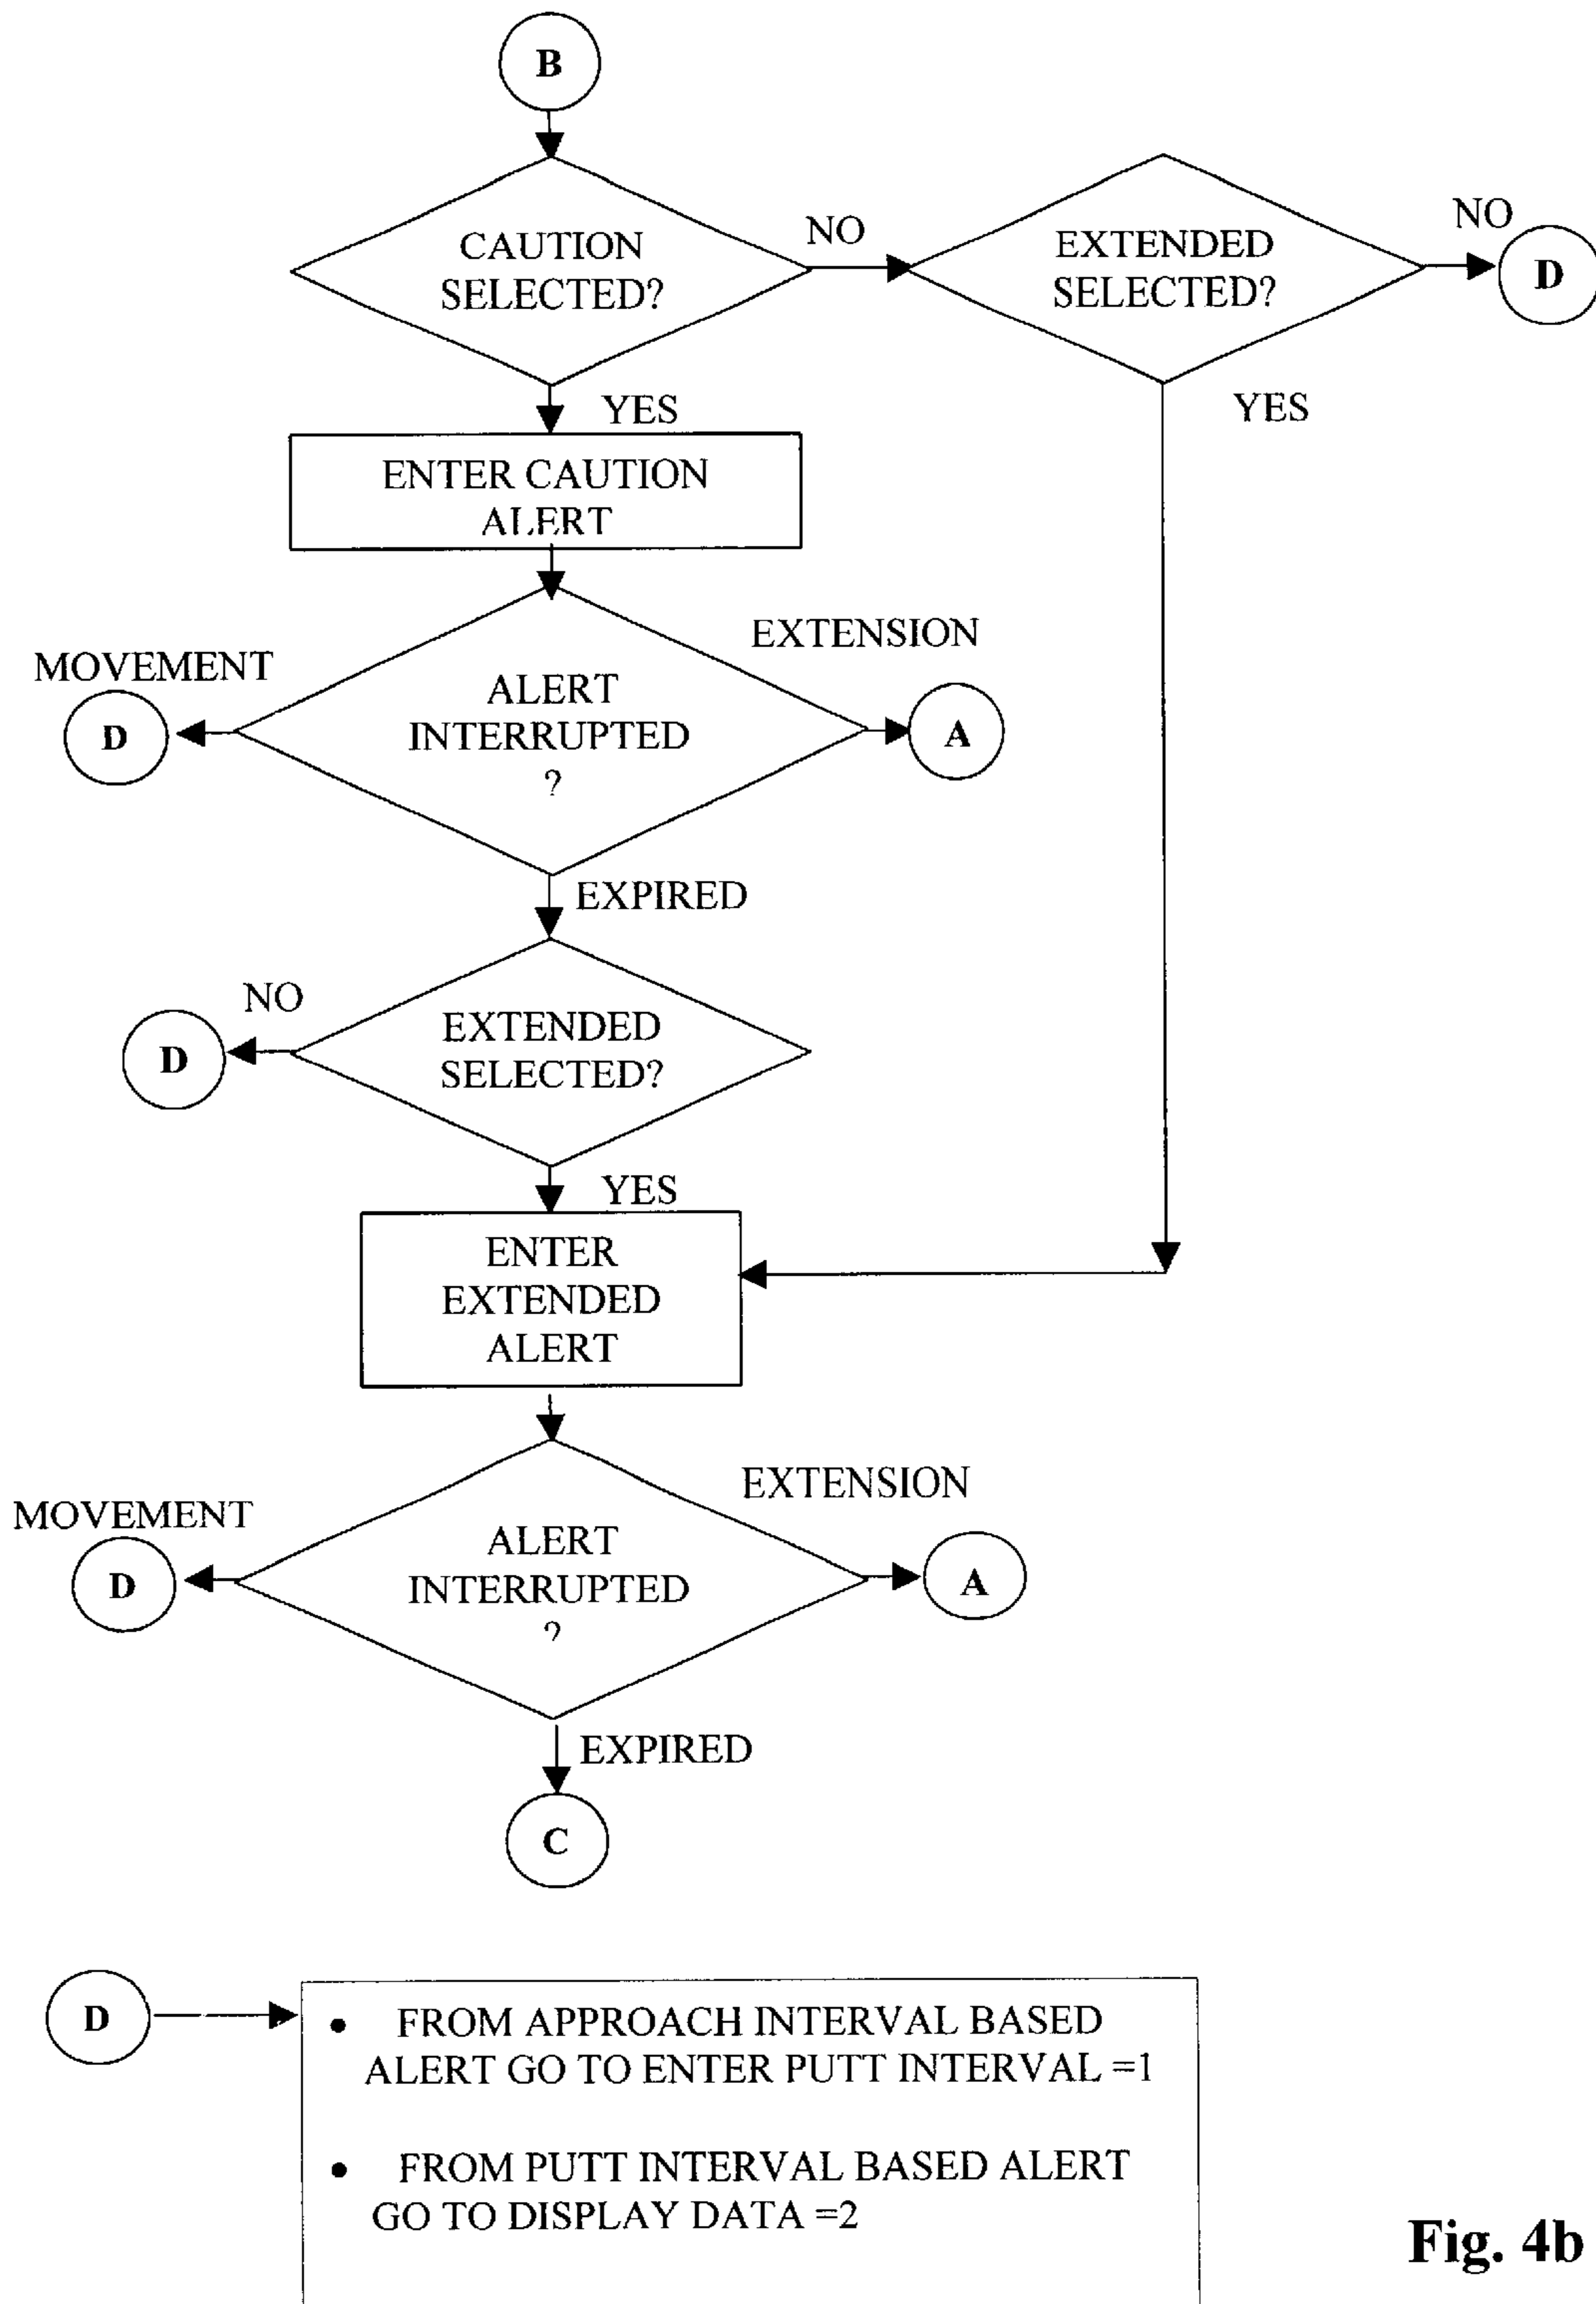 B
CAUTION
SELECTED?
NO
EXTENDED
SELECTED?
NO
D
YES
YES
ENTER CAUTION
ALERT
MOVEMENT
D
ALERT
INTERRUPTED
?
EXTENSION
A
EXPIRED
NO
D
EXTENDED
SELECTED?
YES
ENTER
EXTENDED
ALERT
MOVEMENT
D
ALERT
INTERRUPTED
?
EXTENSION
A
EXPIRED
C
D
• FROM APPROACH INTERVAL BASED
ALERT GO TO ENTER PUTT INTERVAL =1
• FROM PUTT INTERVAL BASED ALERT
GO TO DISPLAY DATA =2
Fig. 4b